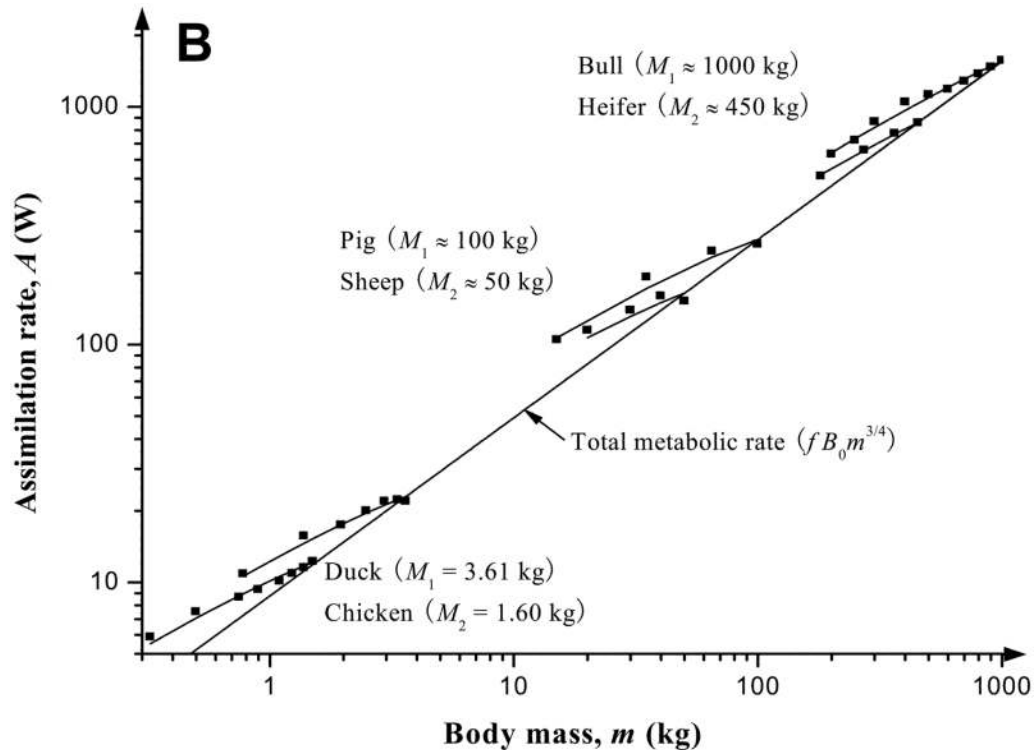 B
Bull (M₁ ≈ 1000 kg)
Heifer (M₂ ≈ 450 kg)
1000
Pig (M₁ ≈ 100 kg)
Sheep (M₂ ≈ 50 kg)
100
Total metabolic rate (f B₀m³ᐟ⁴)
Duck (M₁ = 3.61 kg)
Chicken (M₂ = 1.60 kg)
10
Assimilation rate, A (W)
1 10 100 1000
Body mass, m (kg)